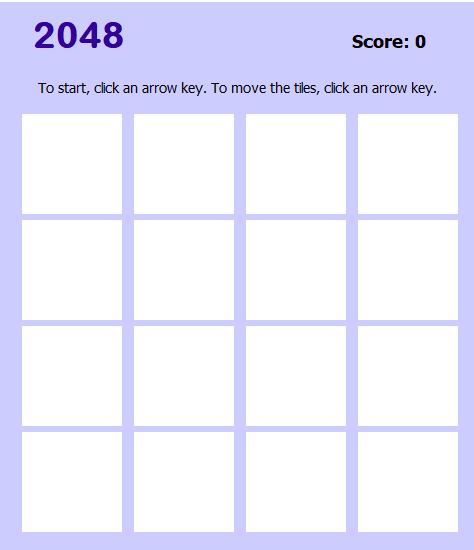 2048
Score: 0
To start, click an arrow key. To move the tiles, click an arrow key.